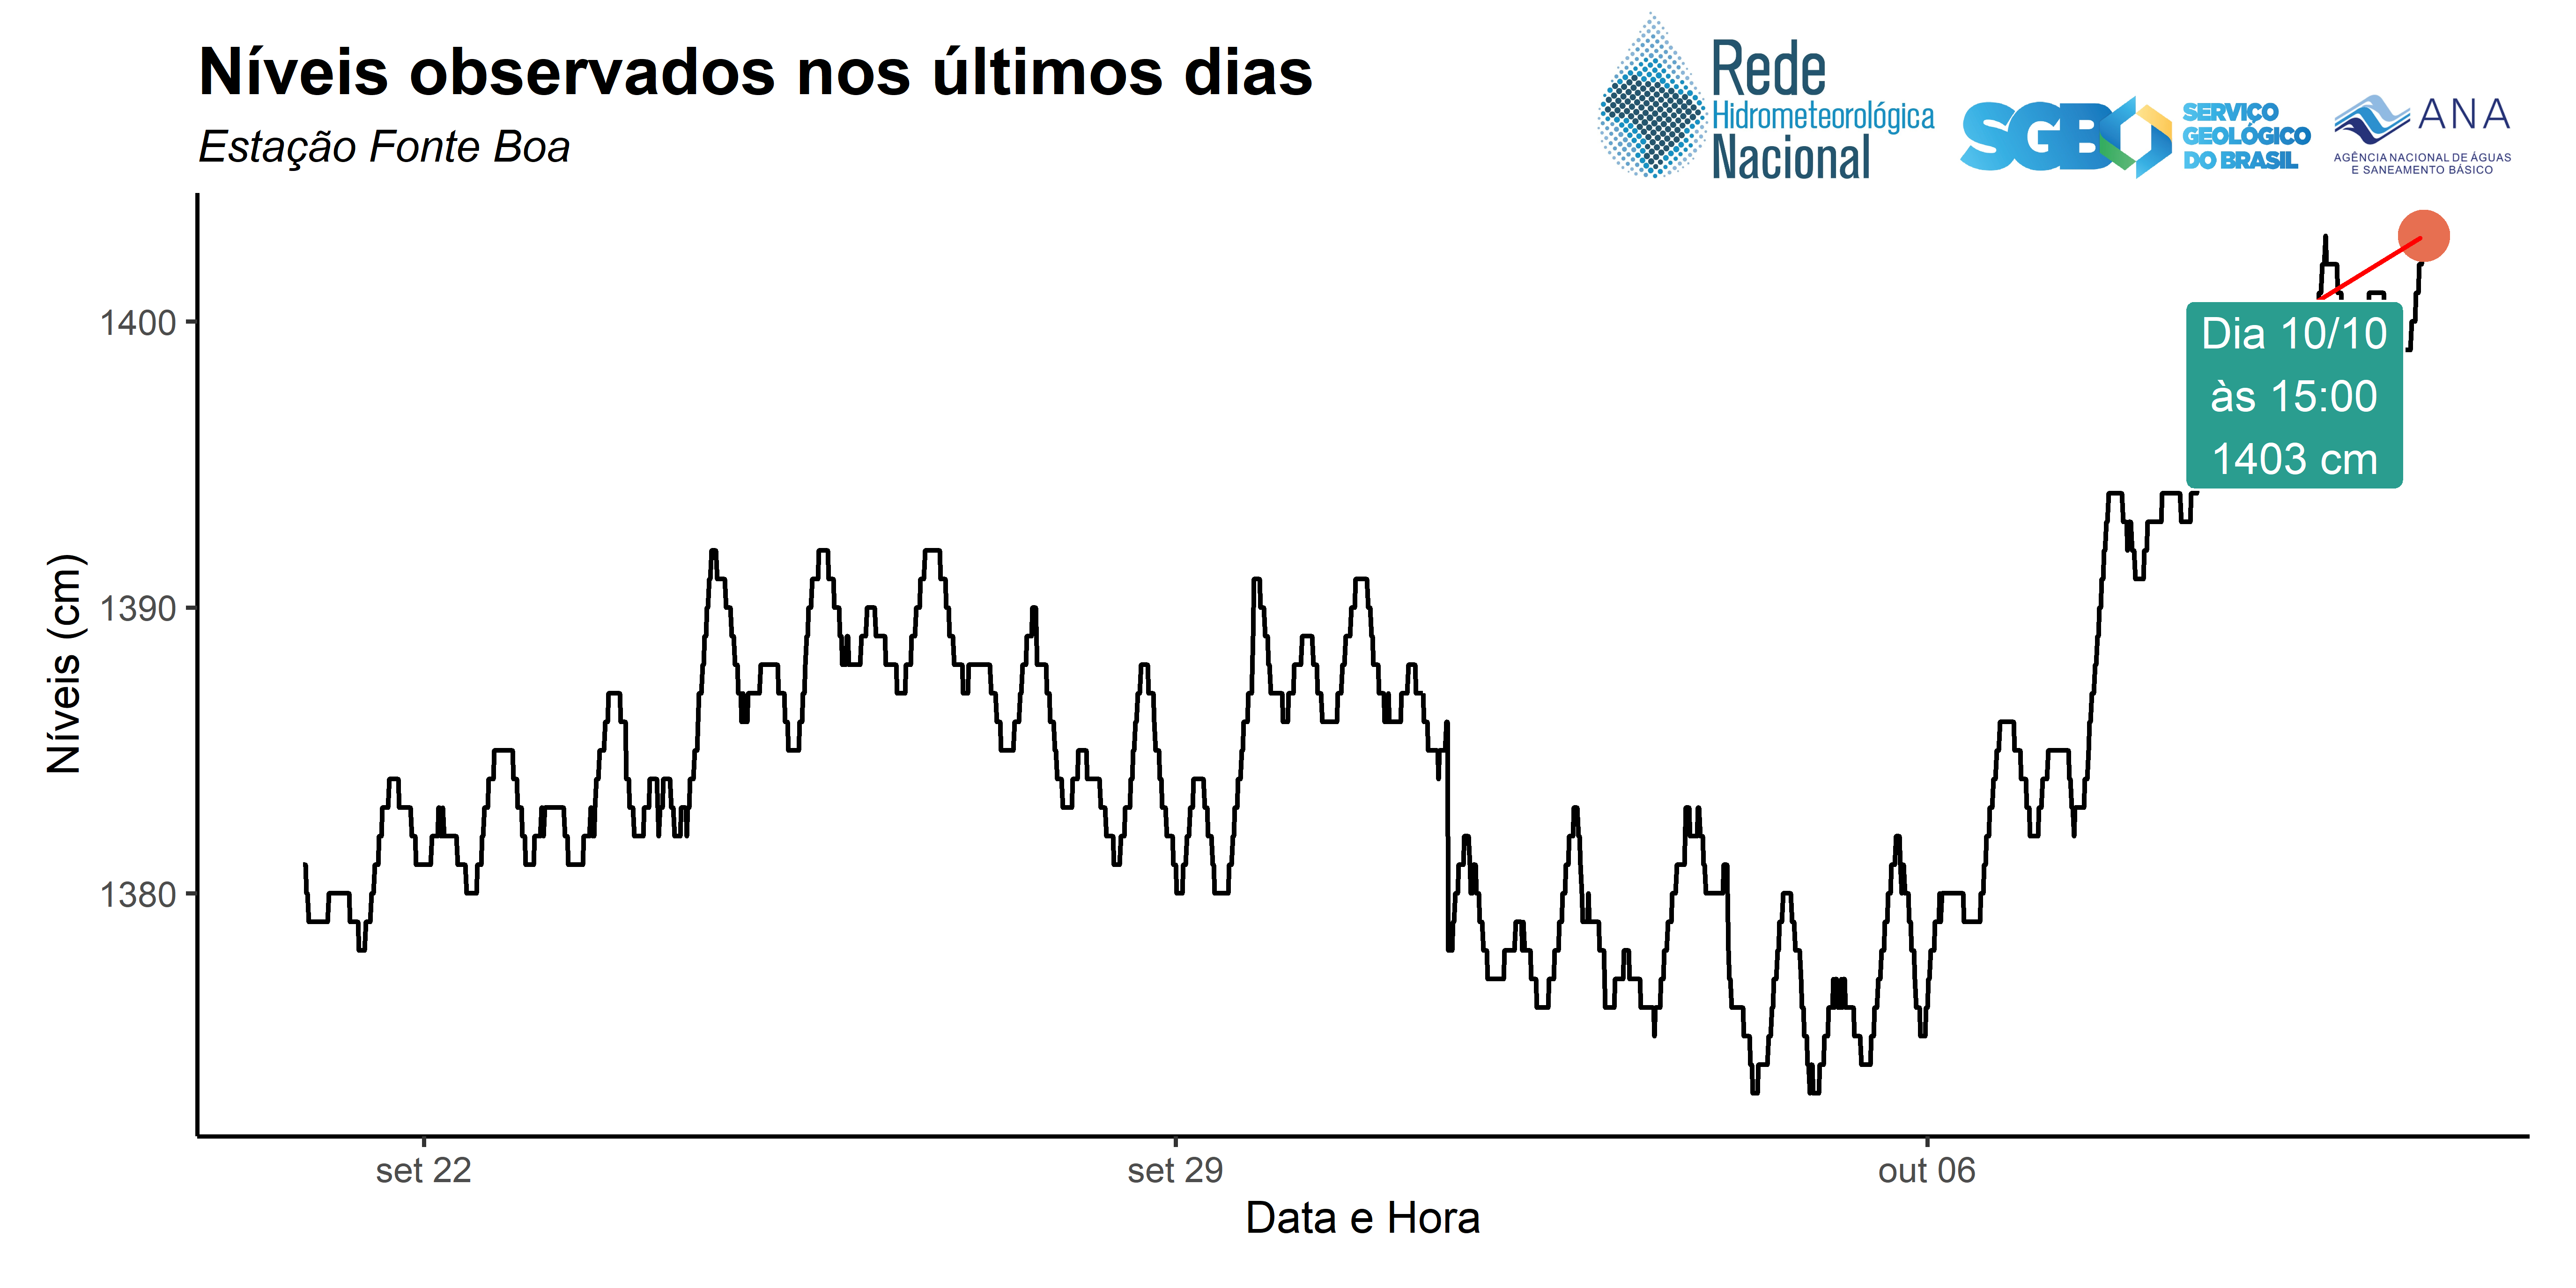 Níveis observados nos últimos dias
Estação Fonte Boa
Rede
Hidrometeorológica
Nacional
SGB
SERVIÇO
GEOLÓGICO
DO BRASIL
ANA
AGÊNCIA NACIONAL DE ÁGUAS
E SANEAMENTO BÁSICO
Níveis (cm)
1400
1390
1380
Dia 10/10
às 15:00
1403 cm
set 22
set 29
out 06
Data e Hora